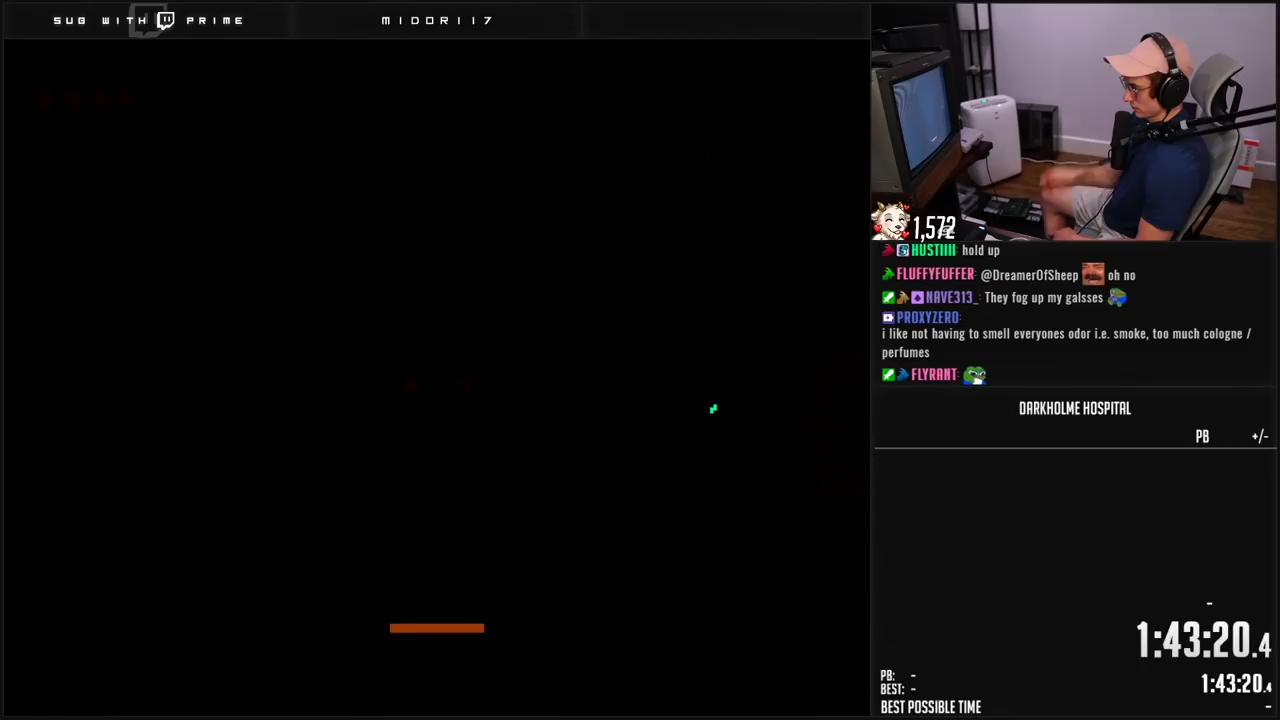 SUB WITH PRIME
MIDORII7
1,572
HUSTIIII: hold up
FLUFFYFUFFER: @DreamerOfSheep oh no
NAVE313_: They fog up my galsses
PROXYZERO:
i like not having to smell everyones odor i.e. smoke, too much cologne /
perfumes
FLYRANT:
DARKHOLME HOSPITAL
PB +/-
-
1:43:20.4
PB: -
1:43:20.4
BEST: -
BEST POSSIBLE TIME -